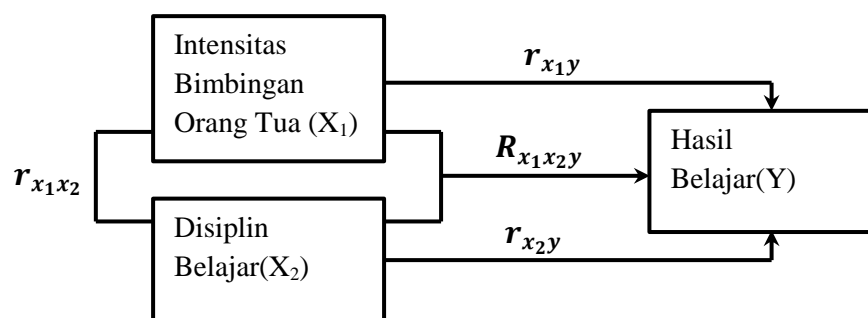 Intensitas
Bimbingan
Orang Tua (X₁)
r_{x₁y}
Hasil
Belajar(Y)
R_{x₁x₂y}
r_{x₁x₂}
Disiplin
Belajar(X₂)
r_{x₂y}